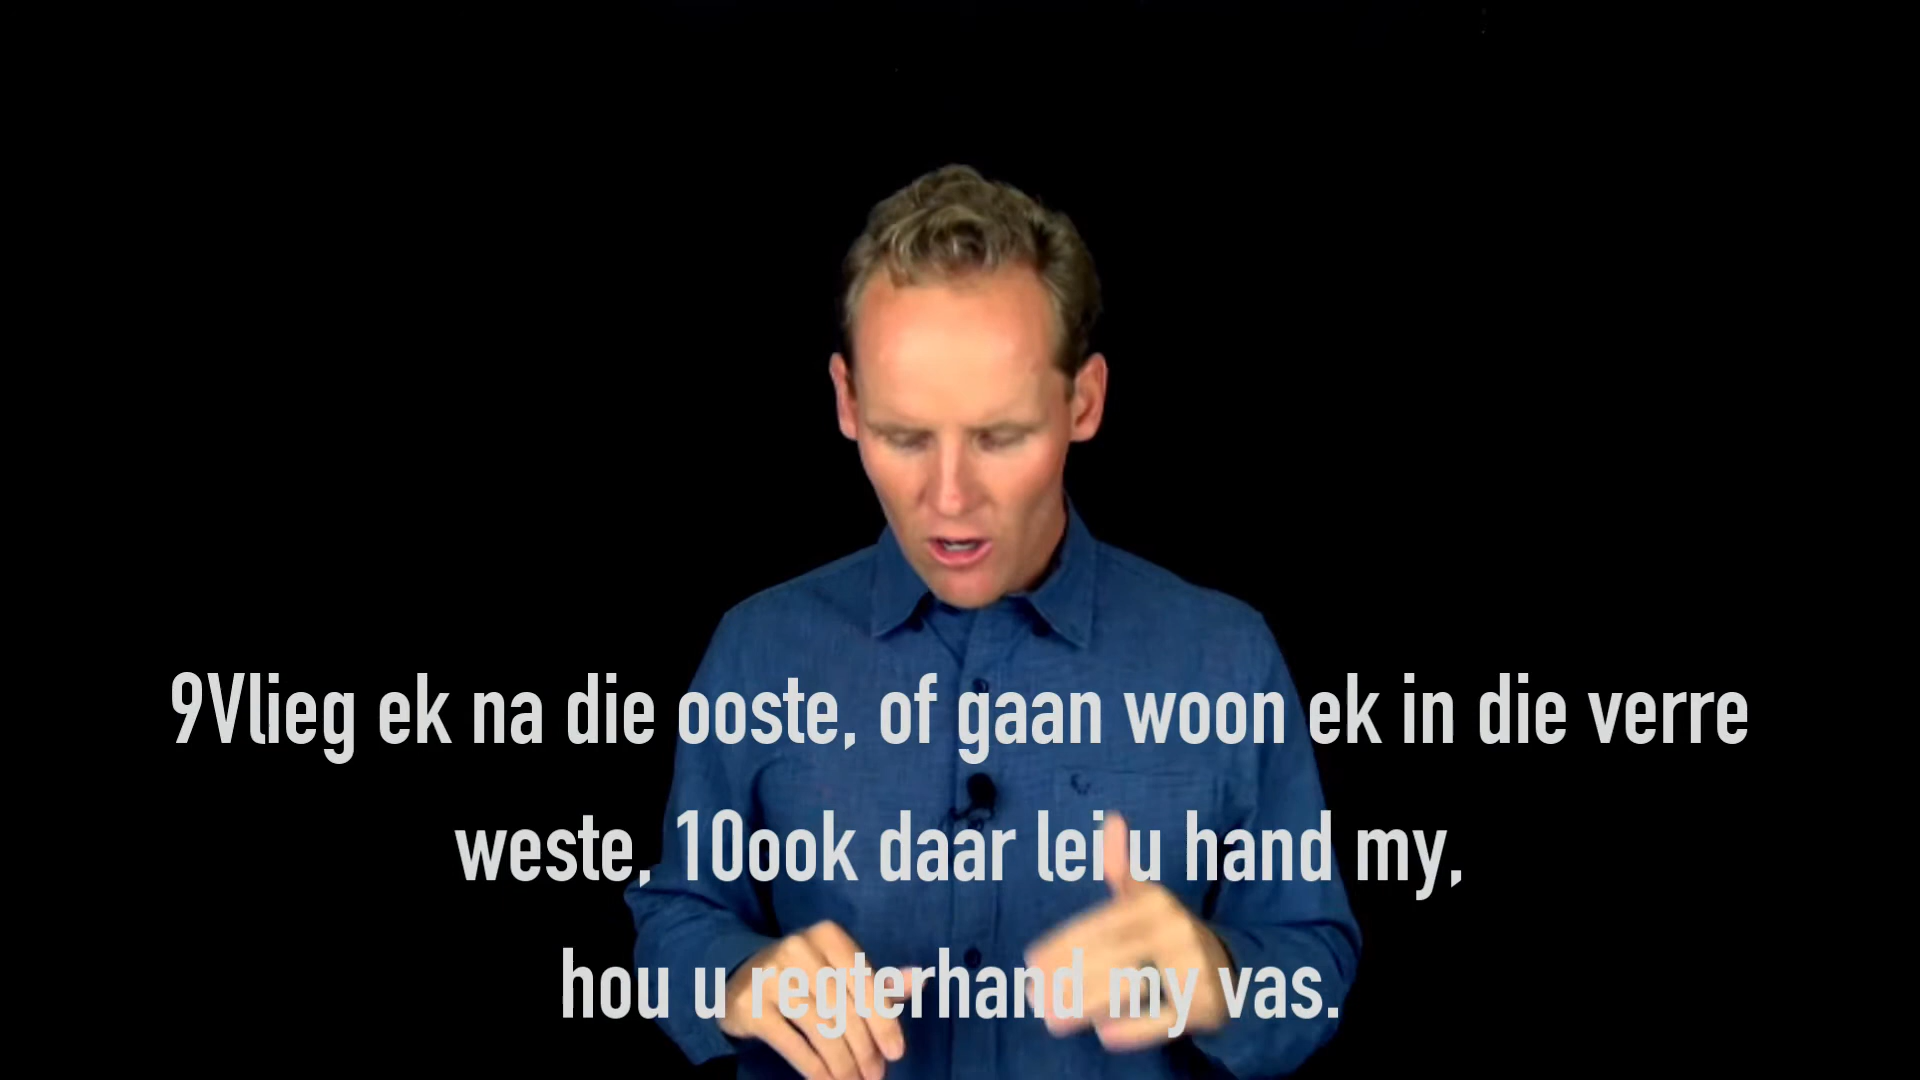 9Vlieg ek na die ooste, of gaan woon ek in die verre
weste, 10ook daar lei u hand my,
hou u regterhand my vas.